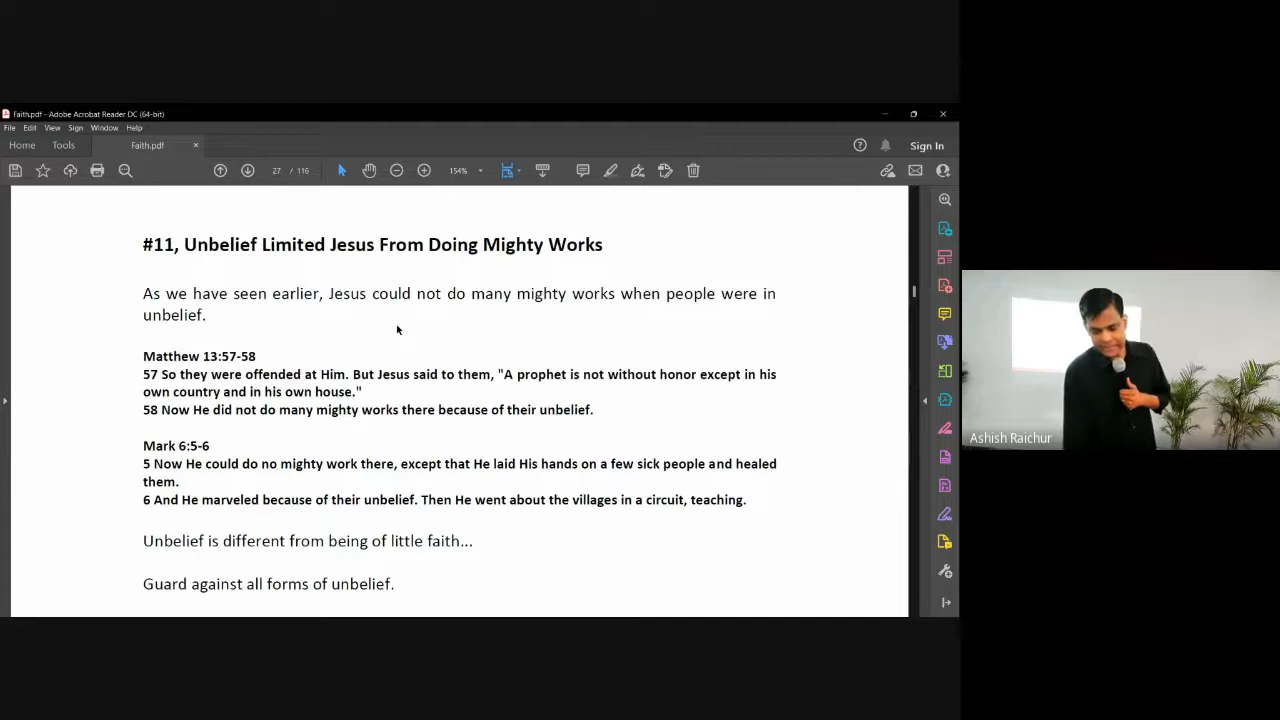 Faith.pdf - Adobe Acrobat Reader DC (64-bit)
File Edit View Sign Window Help
Home Tools Faith.pdf × Sign In
27 / 116 154%
#11, Unbelief Limited Jesus From Doing Mighty Works
As we have seen earlier, Jesus could not do many mighty works when people were in
unbelief.
Matthew 13:57-58
57 So they were offended at Him. But Jesus said to them, "A prophet is not without honor except in his
own country and in his own house."
58 Now He did not do many mighty works there because of their unbelief.
Mark 6:5-6
5 Now He could do no mighty work there, except that He laid His hands on a few sick people and healed
them.
6 And He marveled because of their unbelief. Then He went about the villages in a circuit, teaching.
Unbelief is different from being of little faith...
Guard against all forms of unbelief.
Ashish Raichur